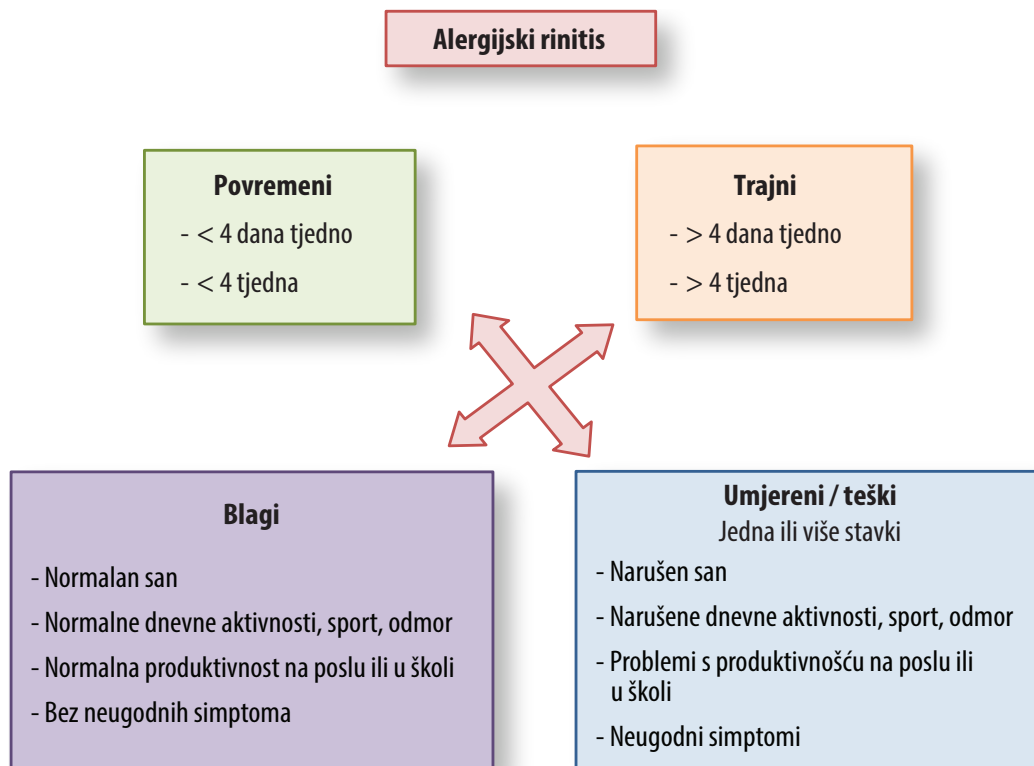 Alergijski rinitis
Povremeni
- < 4 dana tjedno
- < 4 tjedna
Trajni
- > 4 dana tjedno
- > 4 tjedna
Blagi
- Normalan san
- Normalne dnevne aktivnosti, sport, odmor
- Normalna produktivnost na poslu ili u školi
- Bez neugodnih simptoma
Umjereni / teški
Jedna ili više stavki
- Narušen san
- Narušene dnevne aktivnosti, sport, odmor
- Problemi s produktivnošću na poslu ili
u školi
- Neugodni simptomi